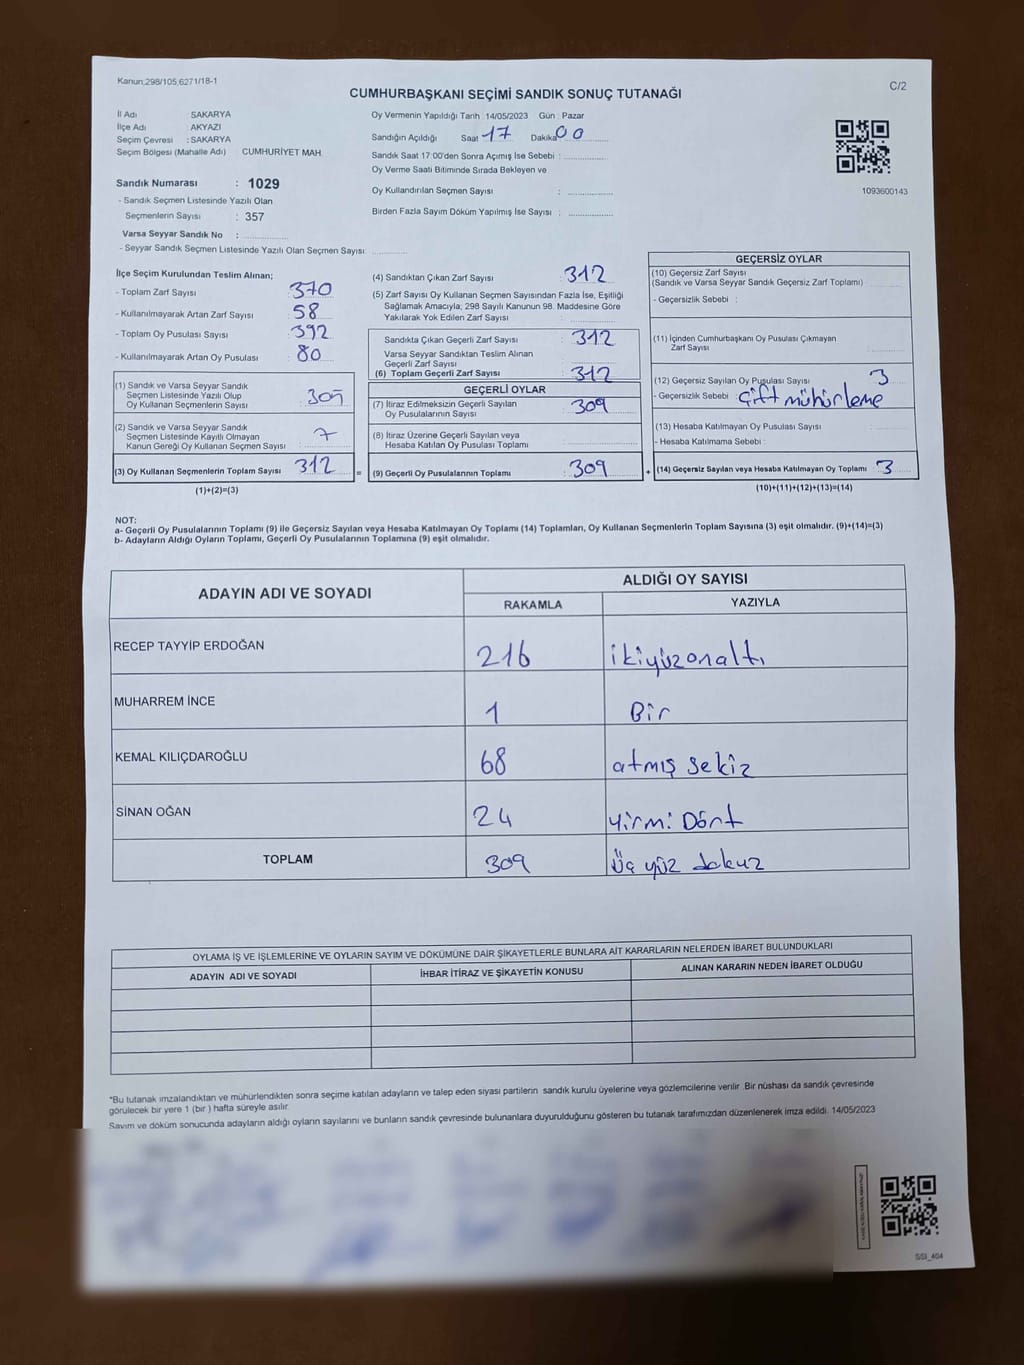 Kanun;298/105,6271/18-1
C/2
CUMHURBAŞKANI SEÇİMİ SANDIK SONUÇ TUTANAĞI
İl Adı SAKARYA
İlçe Adı : AKYAZI
Seçim Çevresi : SAKARYA
Seçim Bölgesi (Mahalle Adı) CUMHURİYET MAH.
Sandık Numarası : 1029
- Sandık Seçmen Listesinde Yazılı Olan
Seçmenlerin Sayısı : 357
Varsa Seyyar Sandık No :
- Seyyar Sandık Seçmen Listesinde Yazılı Olan Seçmen Sayısı
Oy Vermenin Yapıldığı Tarih 14/05/2023 Gün : Pazar
Sandığın Açıldığı Saat 17 Dakika 00
Sandık Saat 17:00'den Sonra Açımış İse Sebebi :
Oy Verme Saati Bitiminde Sırada Bekleyen ve
Oy Kullandırılan Seçmen Sayısı :
Birden Fazla Sayım Döküm Yapılmış İse Sayısı :
1093600143
İlçe Seçim Kurulundan Teslim Alınan;
- Toplam Zarf Sayısı : 370
- Kullanılmayarak Artan Zarf Sayısı : 58
- Toplam Oy Pusulası Sayısı : 392
- Kullanılmayarak Artan Oy Pusulası : 80
(1) Sandık ve Varsa Seyyar Sandık
Seçmen Listesinde Yazılı Olup
Oy Kullanan Seçmenlerin Sayısı : 305
(2) Sandık ve Varsa Seyyar Sandık
Seçmen Listesinde Kayıtlı Olmayan
Kanun Gereği Oy Kullanan Seçmen Sayısı : 7
(3) Oy Kullanan Seçmenlerin Toplam Sayısı 312
=
(1)+(2)=(3)
(4) Sandıktan Çıkan Zarf Sayısı 312
(5) Zarf Sayısı Oy Kullanan Seçmen Sayısından Fazla İse, Eşitliği
Sağlamak Amacıyla; 298 Sayılı Kanunun 98. Maddesine Göre
Yakılarak Yok Edilen Zarf Sayısı :
Sandıkta Çıkan Geçerli Zarf Sayısı : 312
Varsa Seyyar Sandıktan Teslim Alınan
Geçerli Zarf Sayısı :
(6) Toplam Geçerli Zarf Sayısı : 312
GEÇERLİ OYLAR
(7) İtiraz Edilmeksizin Geçerli Sayılan
Oy Pusulalarının Sayısı : 309
(8) İtiraz Üzerine Geçerli Sayılan veya
Hesaba Katılan Oy Pusulası Toplamı :
(9) Geçerli Oy Pusulalarının Toplamı : 309
+
GEÇERSİZ OYLAR
(10) Geçersiz Zarf Sayısı
(Sandık ve Varsa Seyyar Sandık Geçersiz Zarf Toplamı) :
- Geçersizlik Sebebi :
(11) İçinden Cumhurbaşkanı Oy Pusulası Çıkmayan
Zarf Sayısı :
(12) Geçersiz Sayılan Oy Pusulası Sayısı : 3
- Geçersizlik Sebebi : Çift mühürleme
(13) Hesaba Katılmayan Oy Pusulası Sayısı :
- Hesaba Katılmama Sebebi :
(14) Geçersiz Sayılan veya Hesaba Katılmayan Oy Toplamı : 3
(10)+(11)+(12)+(13)=(14)
NOT:
a- Geçerli Oy Pusulalarının Toplamı (9) ile Geçersiz Sayılan veya Hesaba Katılmayan Oy Toplamı (14) Toplamları, Oy Kullanan Seçmenlerin Toplam Sayısına (3) eşit olmalıdır. (9)+(14)=(3)
b- Adayların Aldığı Oyların Toplamı, Geçerli Oy Pusulalarının Toplamına (9) eşit olmalıdır.
ADAYIN ADI VE SOYADI
ALDIĞI OY SAYISI
RAKAMLA YAZIYLA
RECEP TAYYİP ERDOĞAN 216 ikiyüzonaltı
MUHARREM İNCE 1 Bir
KEMAL KILIÇDAROĞLU 68 atmış sekiz
SİNAN OĞAN 24 yirmi Dört
TOPLAM 309 üç yüz dokuz
OYLAMA İŞ VE İŞLEMLERİNE VE OYLARIN SAYIM VE DÖKÜMÜNE DAİR ŞİKAYETLERLE BUNLARA AİT KARARLARIN NELERDEN İBARET BULUNDUKLARI
ADAYIN ADI VE SOYADI İHBAR İTİRAZ VE ŞİKAYETİN KONUSU ALINAN KARARIN NEDEN İBARET OLDUĞU
"Bu tutanak imzalandıktan ve mühürlendikten sonra seçime katılan adayların ve talep eden siyasi partilerin sandık kurulu üyelerine veya gözlemcilerine verilir. Bir nüshası da sandık çevresinde
görülecek bir yere 1 (bir ) hafta süreyle asılır.
Sayım ve döküm sonucunda adayların aldığı oyların sayılarını ve bunların sandık çevresinde bulunanlara duyurulduğunu gösteren bu tutanak tarafımızdan düzenlenerek imza edildi. 14/05/2023
SSI_404